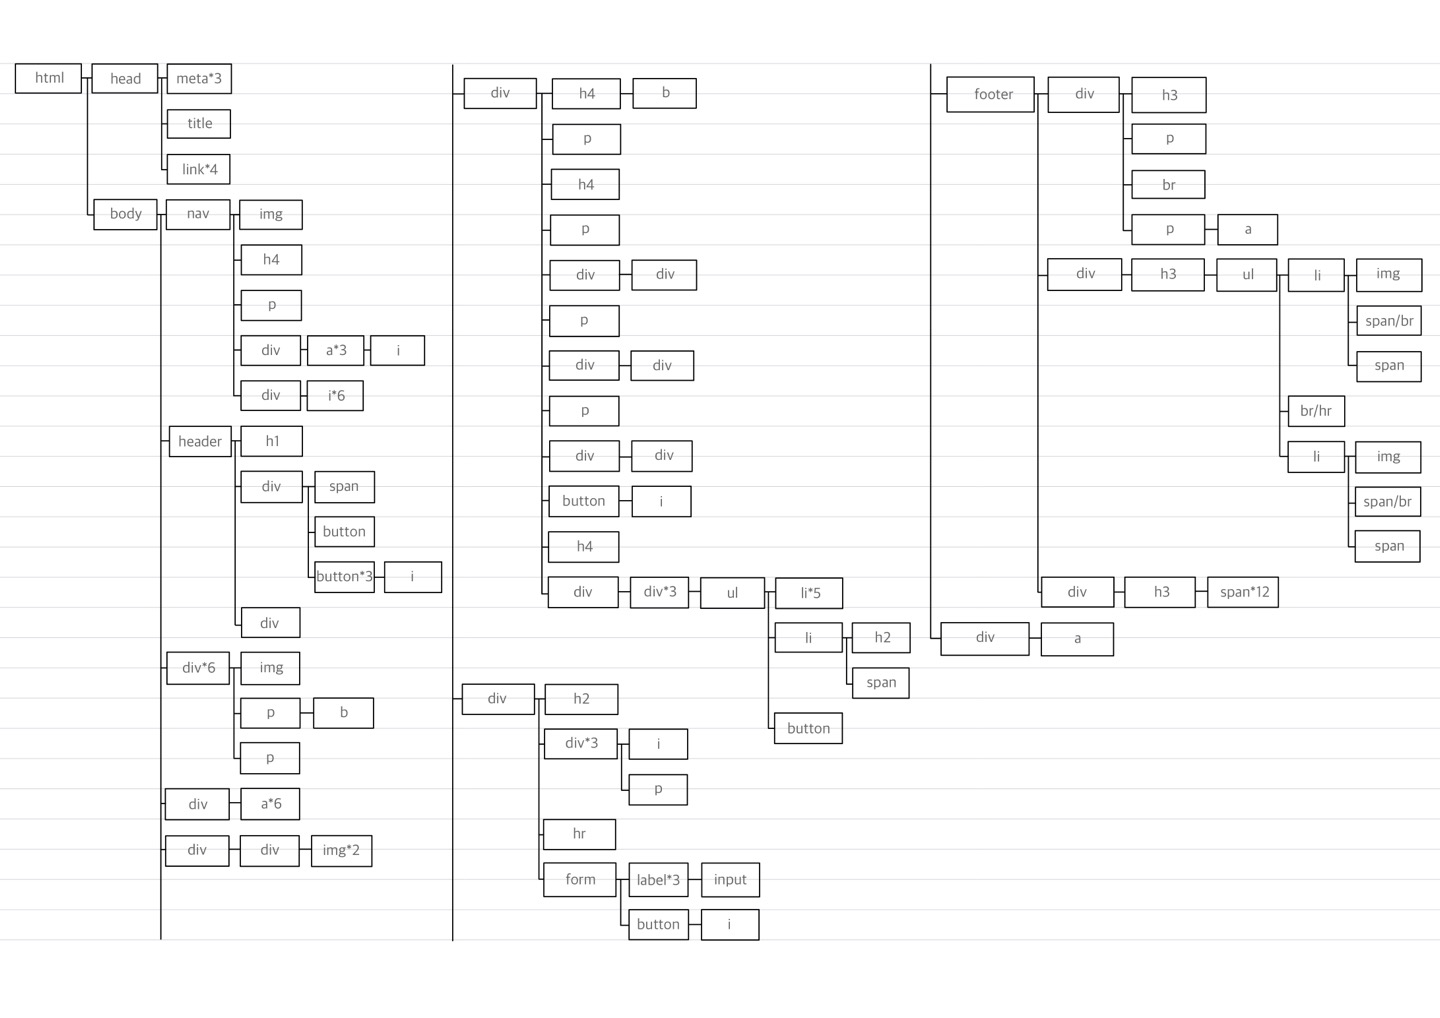 html head meta*3
title
link*4
body nav img
h4
p
div a*3 i
div i*6
header h1
div span
button
button*3 i
div
div*6 img
p b
p
div a*6
div div img*2
div h4 b
p
h4
p
div div
p
div div
p
div div
button i
h4
div div*3 ul li*5
li h2
span
button
div h2
div*3 i
p
hr
form label*3 input
button i
footer div h3
p
br
p a
div h3 ul li img
span/br
span
br/hr
li img
span/br
span
div h3 span*12
div a